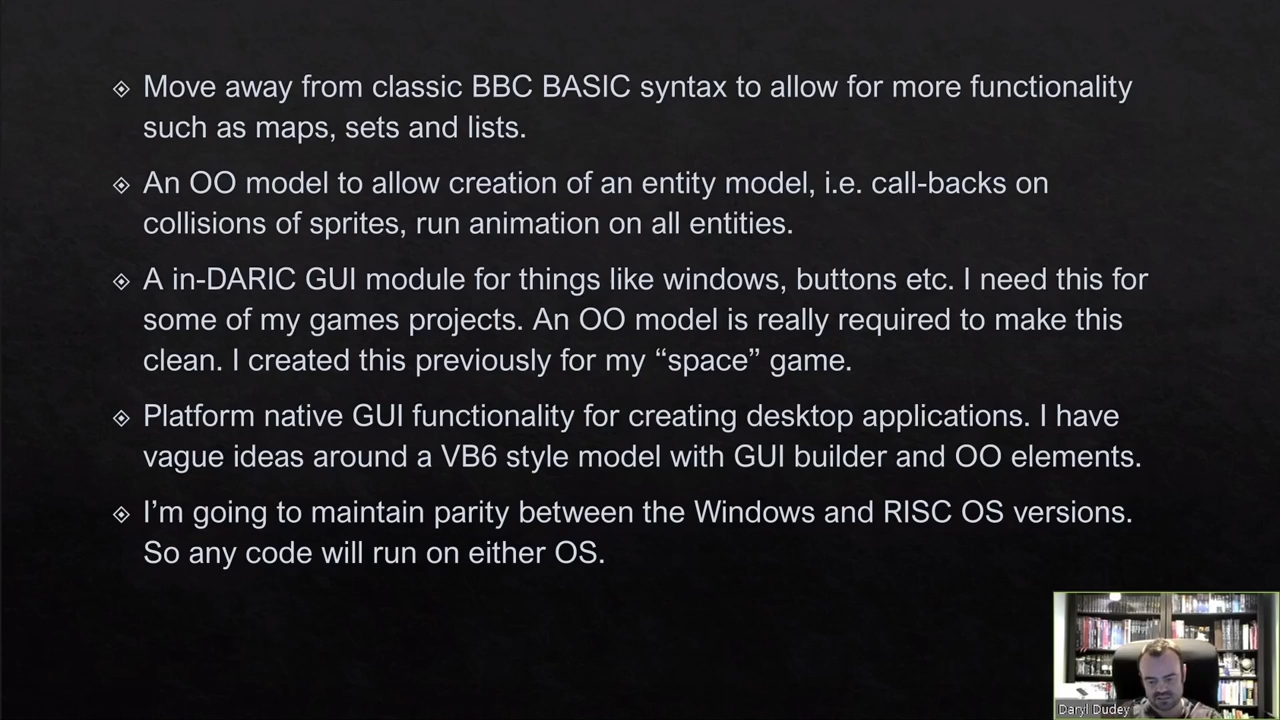 Move away from classic BBC BASIC syntax to allow for more functionality
such as maps, sets and lists.
An OO model to allow creation of an entity model, i.e. call-backs on
collisions of sprites, run animation on all entities.
A in-DARIC GUI module for things like windows, buttons etc. I need this for
some of my games projects. An OO model is really required to make this
clean. I created this previously for my “space” game.
Platform native GUI functionality for creating desktop applications. I have
vague ideas around a VB6 style model with GUI builder and OO elements.
I’m going to maintain parity between the Windows and RISC OS versions.
So any code will run on either OS.
Daryl Dudey